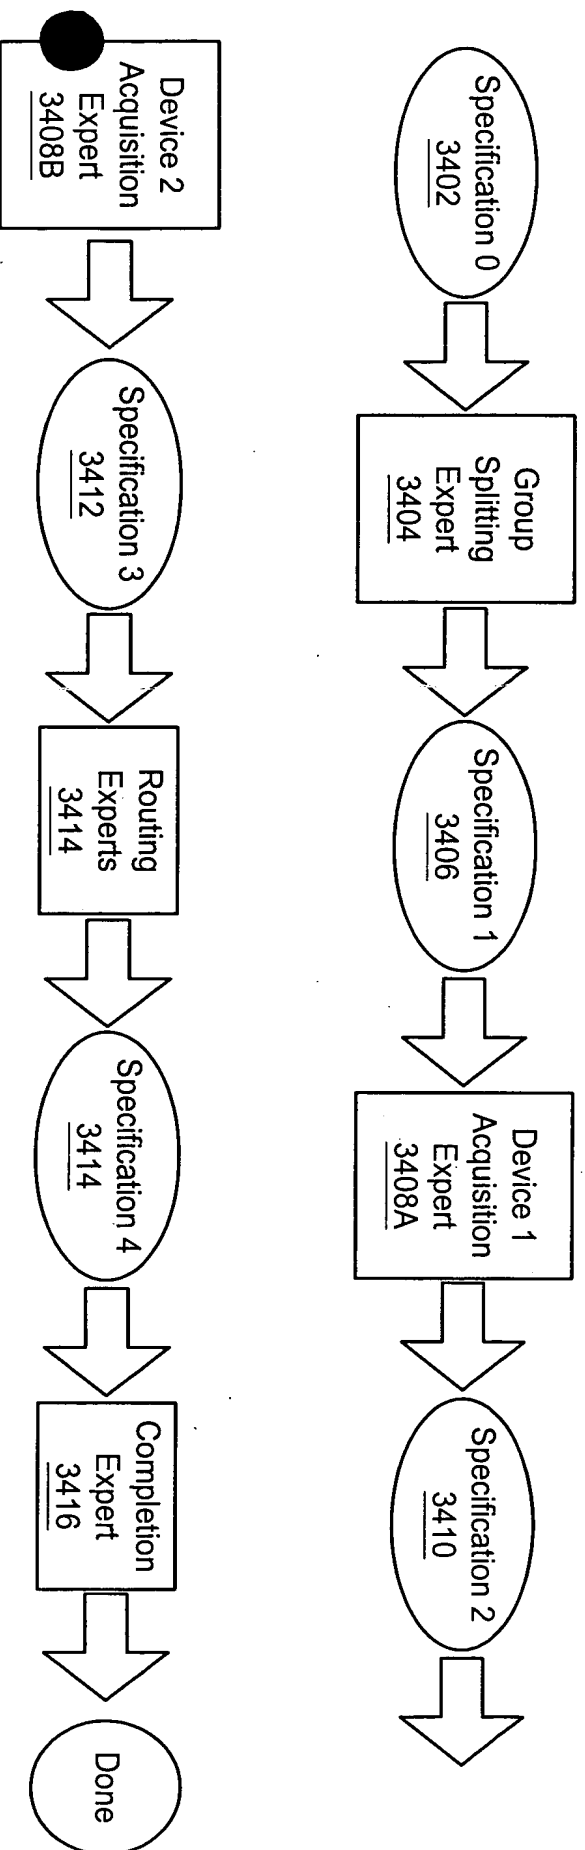 Specification 0
3402
Group
Splitting
Expert
3404
Specification 1
3406
Device 1
Acquisition
Expert
3408A
Specification 2
3410
Device 2
Acquisition
Expert
3408B
Specification 3
3412
Routing
Experts
3414
Specification 4
3414
Completion
Expert
3416
Done